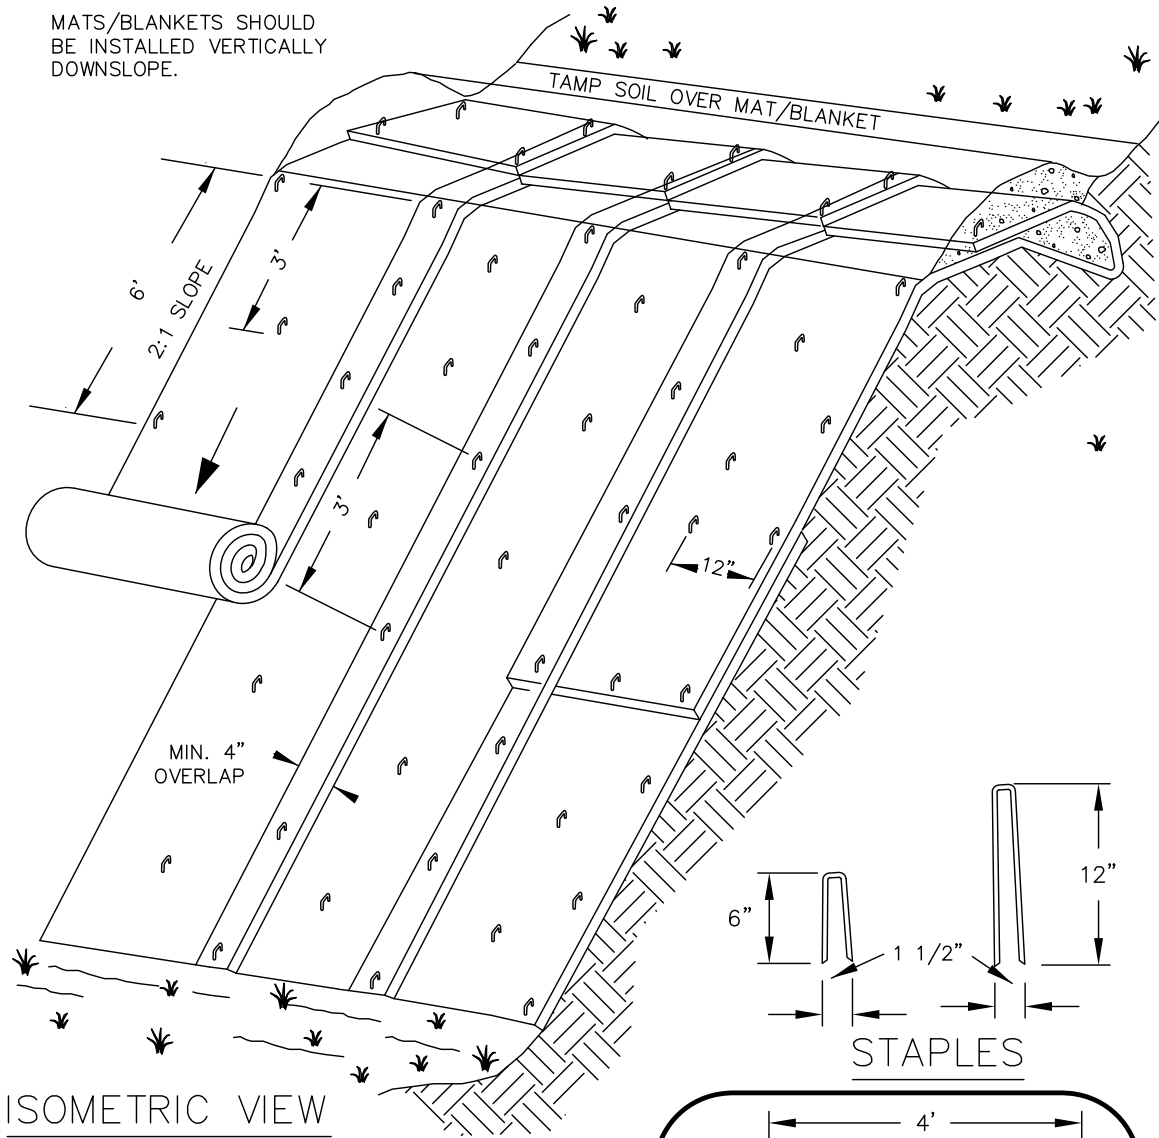 MATS/BLANKETS SHOULD
BE INSTALLED VERTICALLY
DOWNSLOPE.
TAMP SOIL OVER MAT/BLANKET
6'
2:1 SLOPE
3'
3'
12"
MIN. 4"
OVERLAP
6"
12"
1 1/2"
STAPLES
ISOMETRIC VIEW
4'